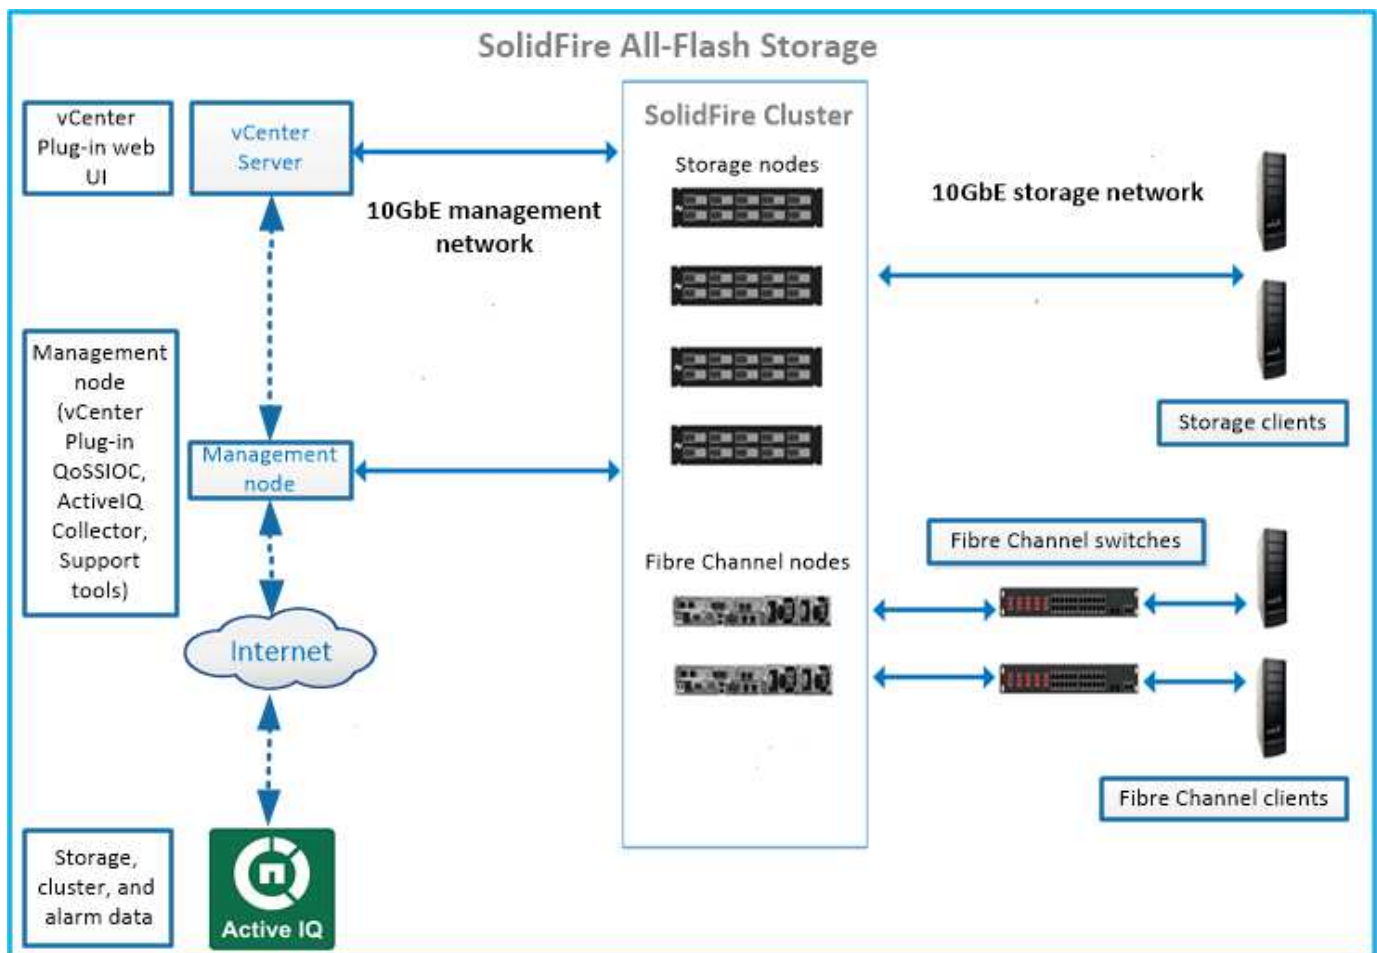 SolidFire All-Flash Storage
vCenter
Plug-in web
UI
vCenter
Server
10GbE management
network
SolidFire Cluster
Storage nodes
10GbE storage network
Storage clients
Management
node
(vCenter
Plug-in
QoSSIOC,
ActiveIQ
Collector,
Support
tools)
Management
node
Fibre Channel nodes
Fibre Channel switches
Fibre Channel clients
Internet
Storage,
cluster, and
alarm data
Active IQ